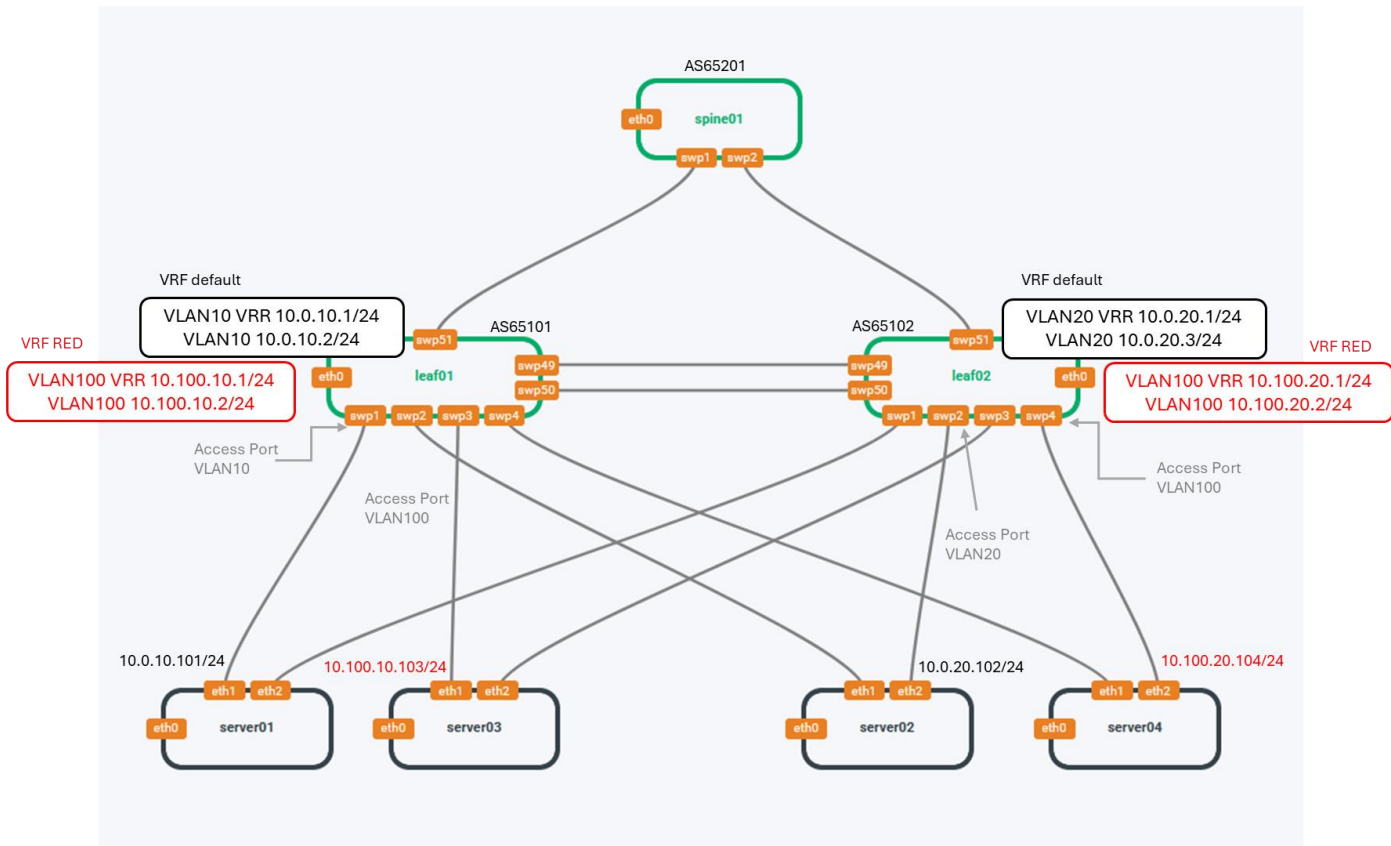 AS65201
eth0
spine01
swp1
swp2
VRF default
VLAN10 VRR 10.0.10.1/24
VLAN10 10.0.10.2/24
VRF RED
VLAN100 VRR 10.100.10.1/24
VLAN100 10.100.10.2/24
swp51
AS65101
eth0
leaf01
swp49
swp50
swp1
swp2
swp3
swp4
Access Port
VLAN10
Access Port
VLAN100
VRF default
VLAN20 VRR 10.0.20.1/24
VLAN20 10.0.20.3/24
VRF RED
VLAN100 VRR 10.100.20.1/24
VLAN100 10.100.20.2/24
AS65102
swp51
swp49
swp50
leaf02
eth0
swp1
swp2
swp3
swp4
Access Port
VLAN100
Access Port
VLAN20
10.0.10.101/24
eth1
eth2
eth0
server01
10.100.10.103/24
eth1
eth2
eth0
server03
eth1
eth2
10.0.20.102/24
eth0
server02
eth1
eth2
10.100.20.104/24
eth0
server04